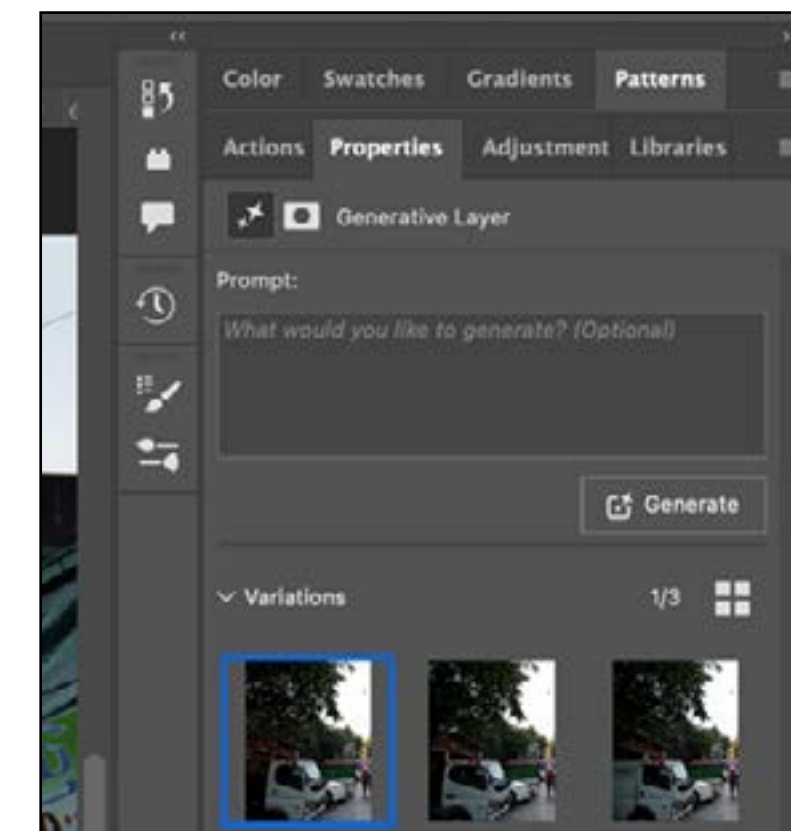 Color Swatches Gradients Patterns
Actions Properties Adjustment Libraries
Generative Layer
Prompt:
What would you like to generate? (Optional)
Generate
Variations 1/3